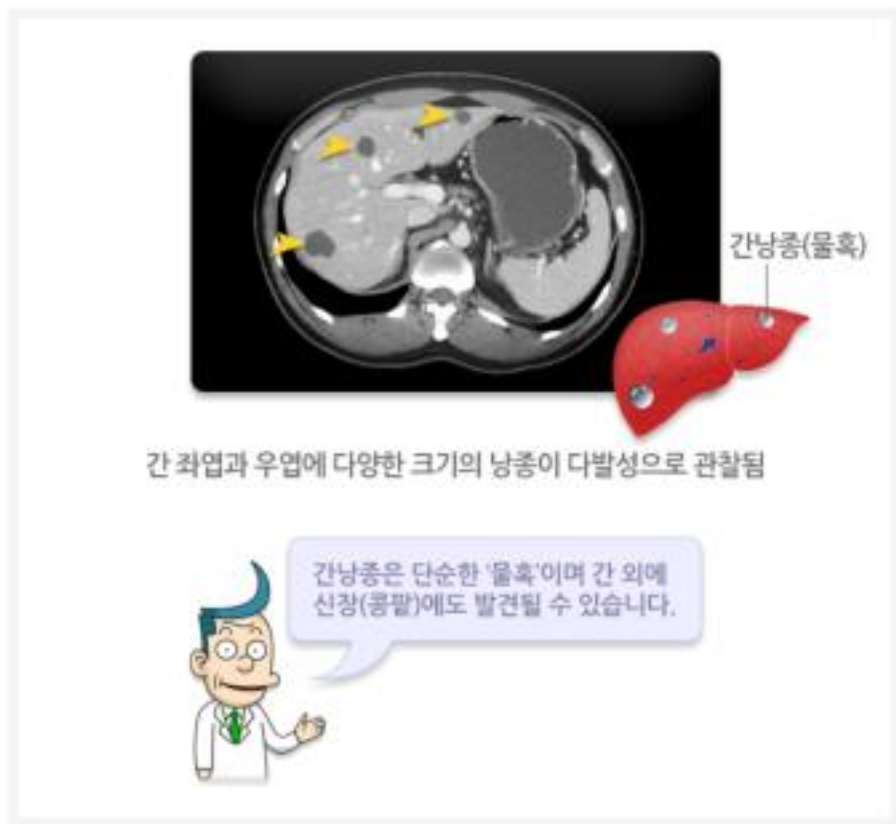 간낭종(물혹)
간 좌엽과 우엽에 다양한 크기의 낭종이 다발성으로 관찰됨
간낭종은 단순한 '물혹'이며 간 외에
신장(콩팥)에도 발견될 수 있습니다.